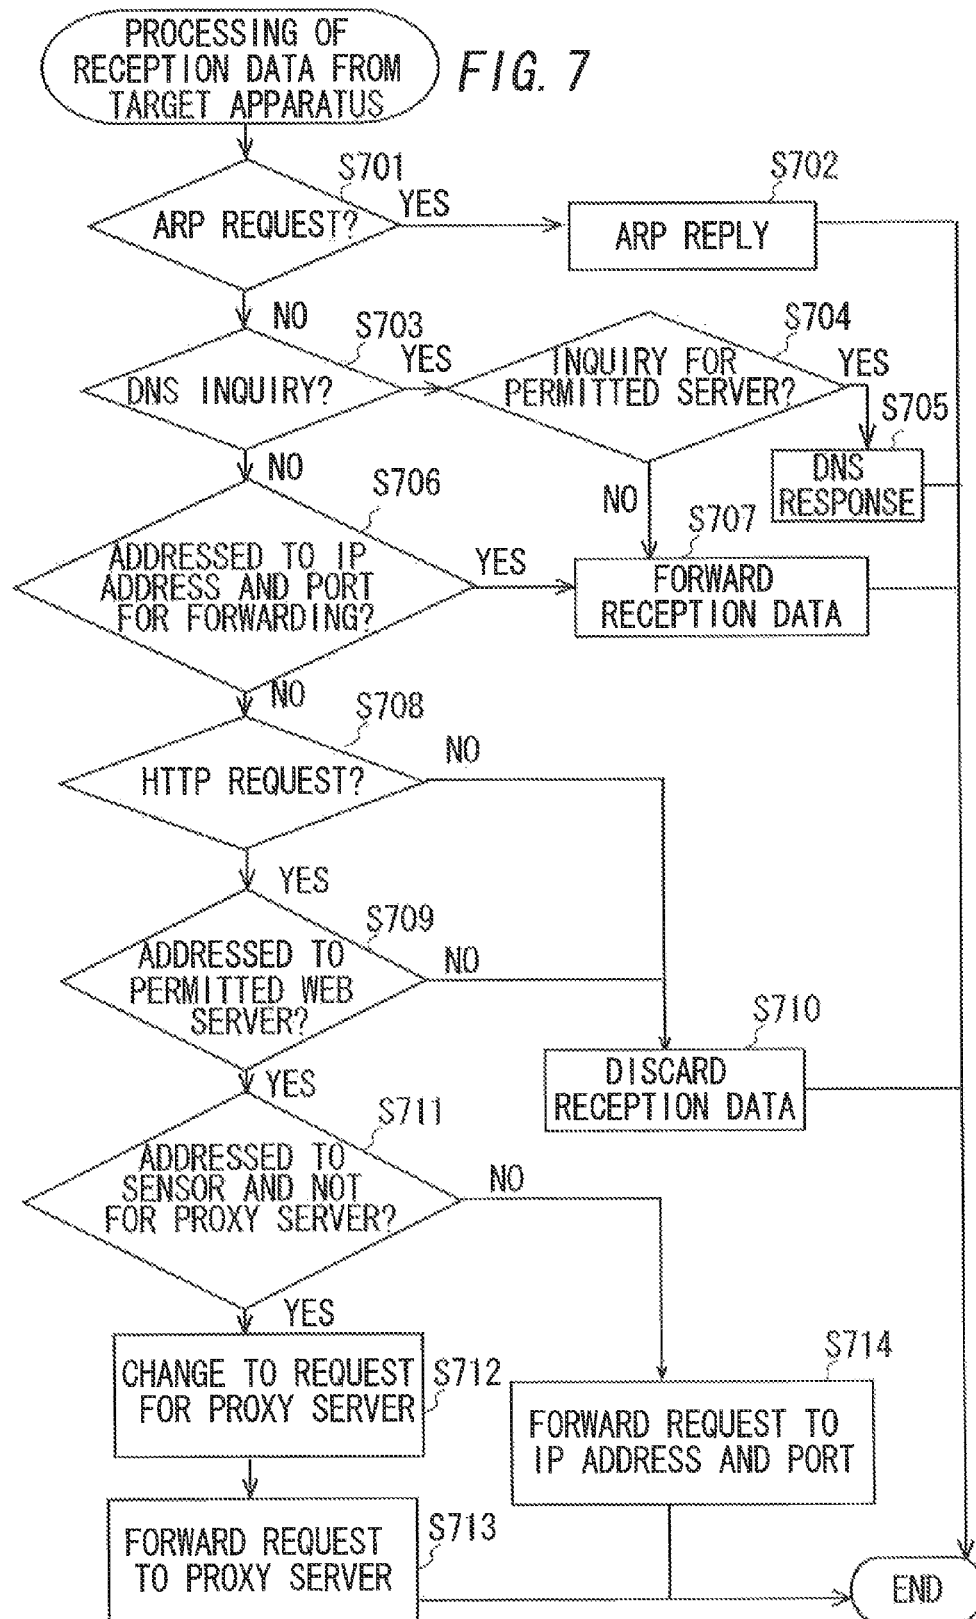 PROCESSING OF
RECEPTION DATA FROM
TARGET APPARATUS
FIG. 7
S701
ARP REQUEST?
YES
S702
ARP REPLY
NO
S703
DNS INQUIRY?
YES
S704
INQUIRY FOR
PERMITTED SERVER?
YES
S705
DNS
RESPONSE
NO
NO
S706
ADDRESSED TO IP
ADDRESS AND PORT
FOR FORWARDING?
YES
S707
FORWARD
RECEPTION DATA
NO
S708
HTTP REQUEST?
NO
YES
S709
ADDRESSED TO
PERMITTED WEB
SERVER?
NO
S710
DISCARD
RECEPTION DATA
YES
S711
ADDRESSED TO
SENSOR AND NOT
FOR PROXY SERVER?
NO
YES
CHANGE TO REQUEST
FOR PROXY SERVER
S712
S714
FORWARD REQUEST TO
IP ADDRESS AND PORT
S713
FORWARD REQUEST
TO PROXY SERVER
END